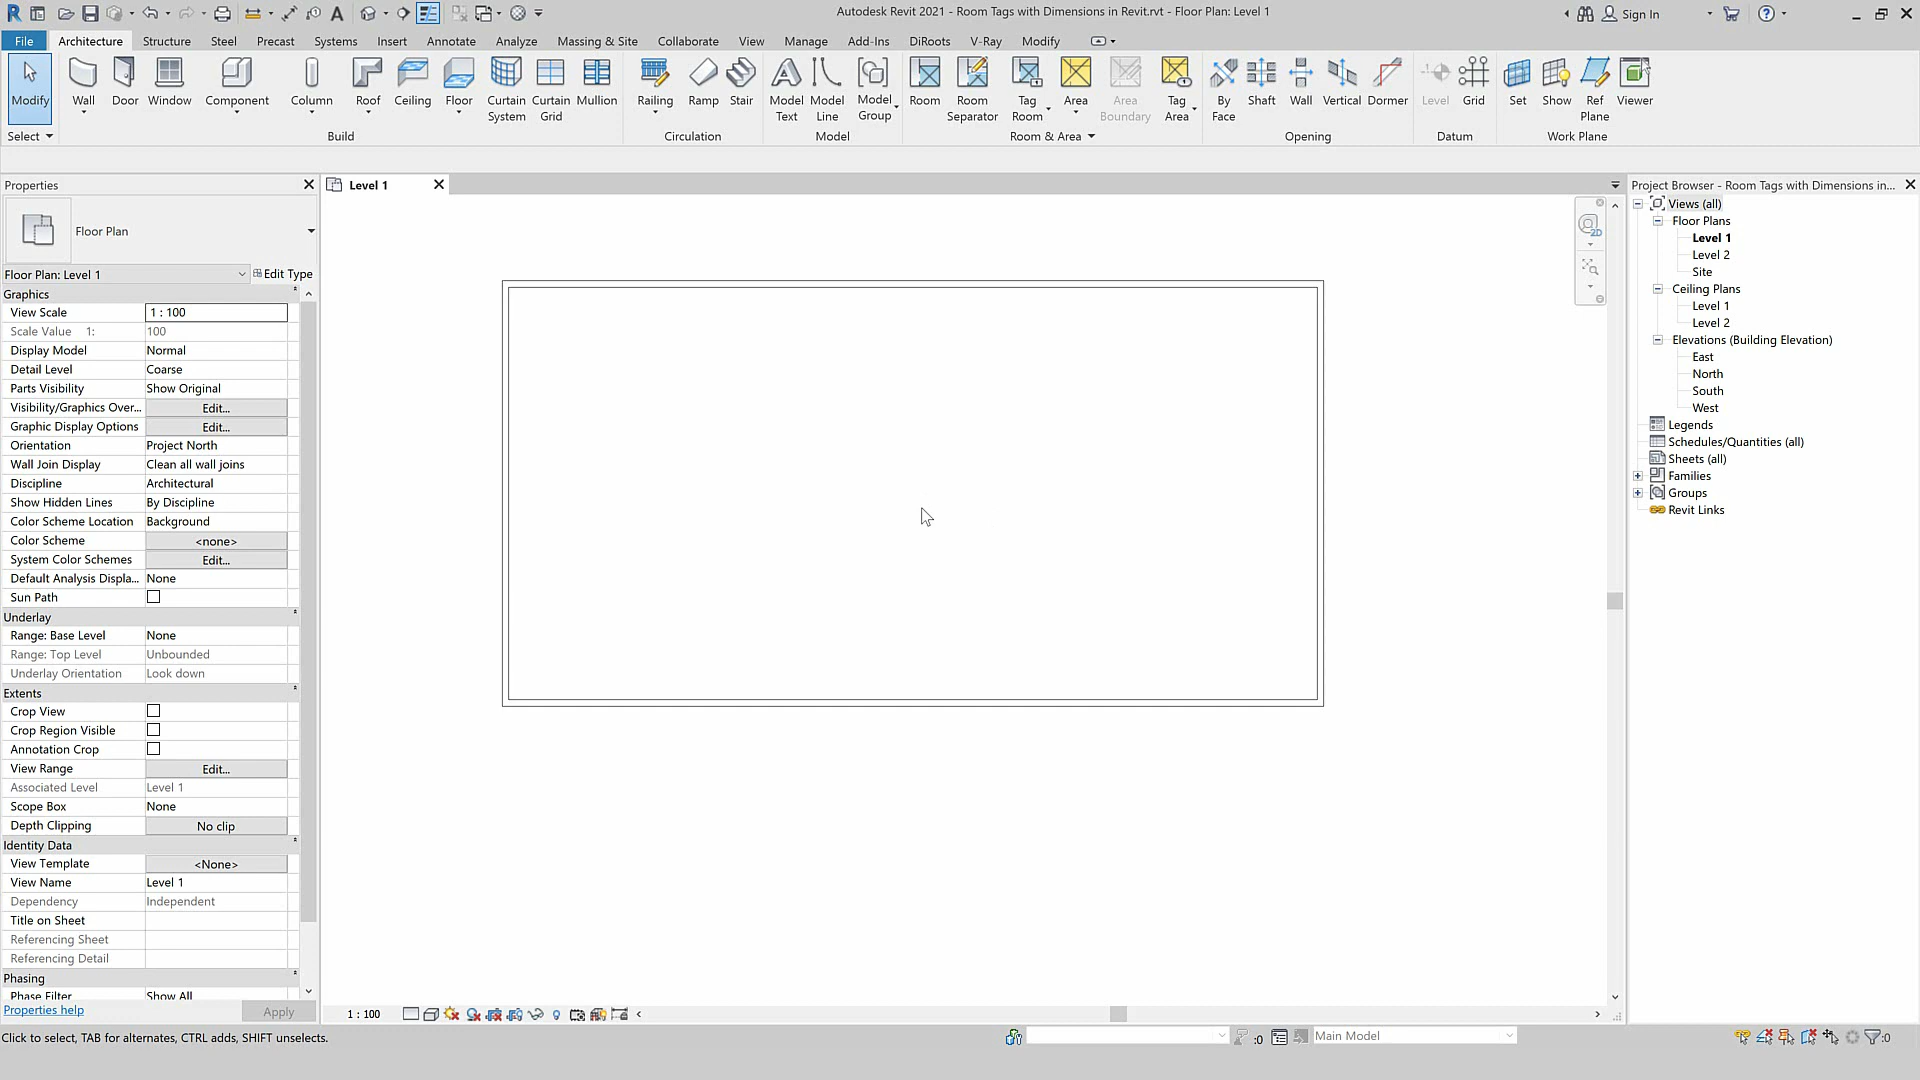 Autodesk Revit 2021 - Room Tags with Dimensions in Revit.rvt - Floor Plan: Level 1
Sign In
File Architecture Structure Steel Precast Systems Insert Annotate Analyze Massing & Site Collaborate View Manage Add-Ins DiRoots V-Ray Modify
Modify Wall Door Window Component Column Roof Ceiling Floor Curtain System Curtain Grid Mullion Railing Ramp Stair Model Text Model Line Model Group Room Room Separator Tag Room Area Area Boundary Tag Area By Face Shaft Wall Vertical Dormer Level Grid Set Show Ref Plane Viewer
Select Build Circulation Model Room & Area Opening Datum Work Plane
Properties
Floor Plan
Floor Plan: Level 1 Edit Type
Graphics
View Scale 1 : 100
Scale Value 1: 100
Display Model Normal
Detail Level Coarse
Parts Visibility Show Original
Visibility/Graphics Over... Edit...
Graphic Display Options Edit...
Orientation Project North
Wall Join Display Clean all wall joins
Discipline Architectural
Show Hidden Lines By Discipline
Color Scheme Location Background
Color Scheme <none>
System Color Schemes Edit...
Default Analysis Displa... None
Sun Path
Underlay
Range: Base Level None
Range: Top Level Unbounded
Underlay Orientation Look down
Extents
Crop View
Crop Region Visible
Annotation Crop
View Range Edit...
Associated Level Level 1
Scope Box None
Depth Clipping No clip
Identity Data
View Template <None>
View Name Level 1
Dependency Independent
Title on Sheet
Referencing Sheet
Referencing Detail
Phasing
Phase Filter Show All
Properties help Apply
Level 1
2D
1 : 100
Project Browser - Room Tags with Dimensions in...
Views (all)
Floor Plans
Level 1
Level 2
Site
Ceiling Plans
Level 1
Level 2
Elevations (Building Elevation)
East
North
South
West
Legends
Schedules/Quantities (all)
Sheets (all)
Families
Groups
Revit Links
Click to select, TAB for alternates, CTRL adds, SHIFT unselects.
:0
Main Model
:0